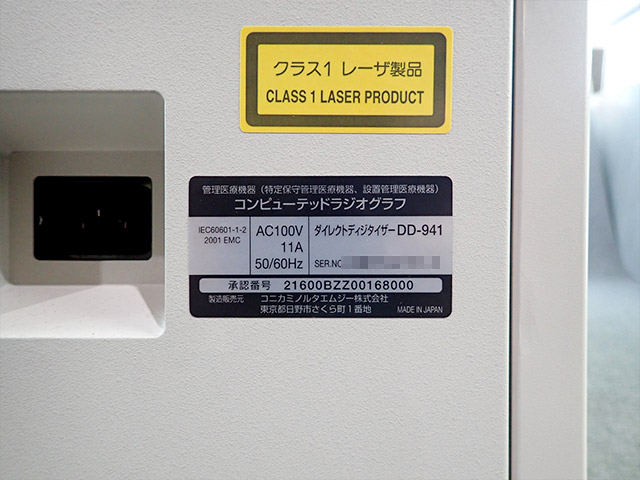 クラス1 レーザ製品
CLASS 1 LASER PRODUCT
管理医療機器（特定保守管理医療機器、設置管理医療機器）
コンピューテッドラジオグラフ
IEC60601-1-2
2001 EMC
AC100V
11A
50/60Hz
ダイレクトディジタイザー DD-941
SER.NO.
承認番号 21600BZZ00168000
製造販売元 コニカミノルタエムジー株式会社
東京都日野市さくら町1番地
MADE IN JAPAN